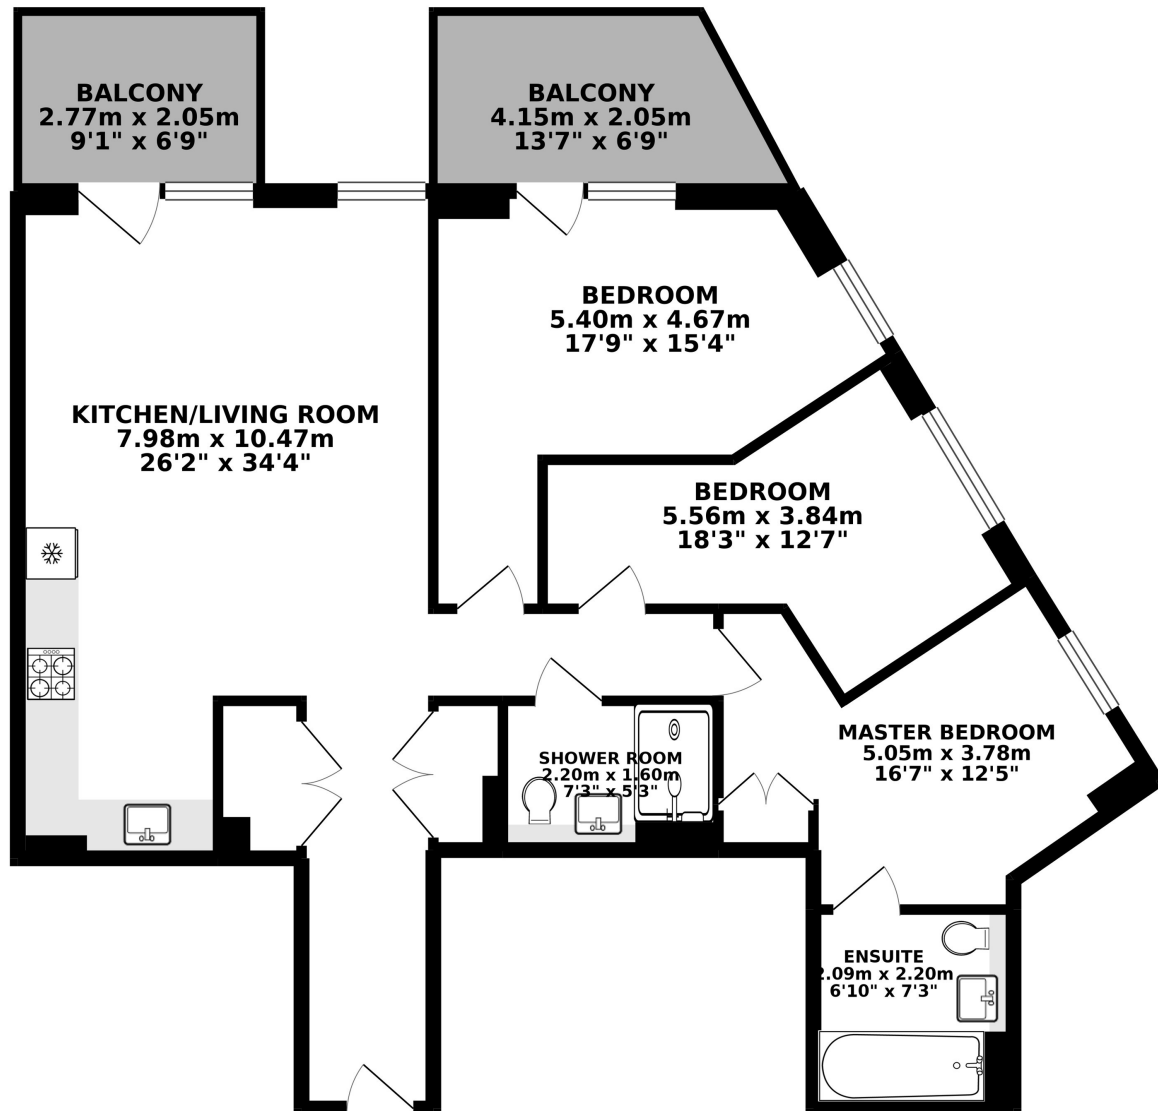 BALCONY
2.77m x 2.05m
9'1" x 6'9"
BALCONY
4.15m x 2.05m
13'7" x 6'9"
BEDROOM
5.40m x 4.67m
17'9" x 15'4"
KITCHEN/LIVING ROOM
7.98m x 10.47m
26'2" x 34'4"
BEDROOM
5.56m x 3.84m
18'3" x 12'7"
MASTER BEDROOM
5.05m x 3.78m
16'7" x 12'5"
SHOWER ROOM
2.20m x 1.60m
7'3" x 5'3"
ENSUITE
2.09m x 2.20m
6'10" x 7'3"